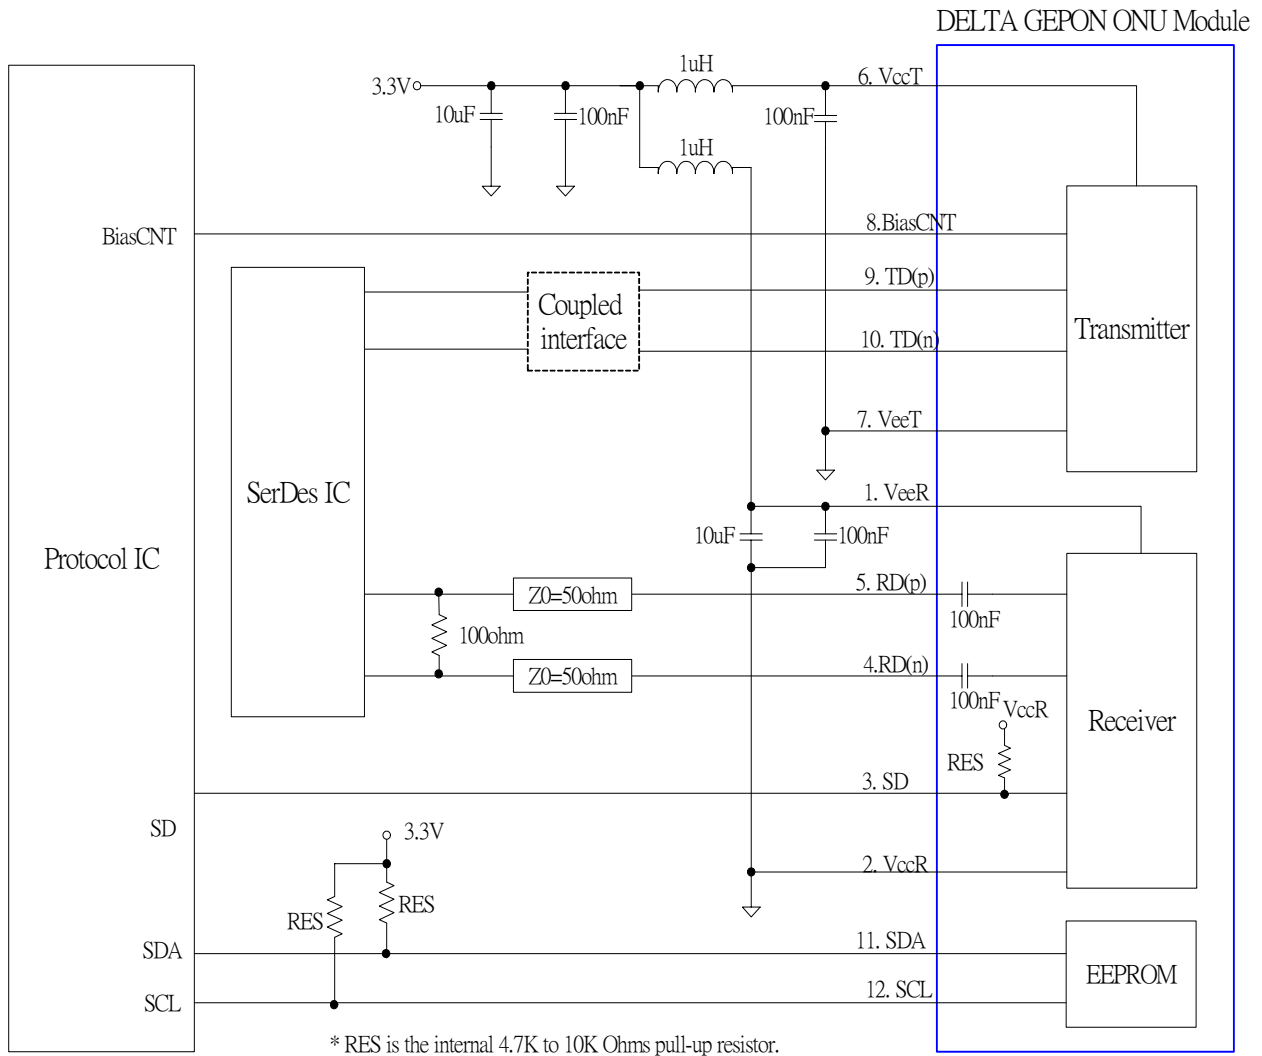 DELTA GEPON ONU Module
1uH
3.3V
6. VccT
10uF
100nF
100nF
1uH
BiasCNT
8.BiasCNT
9. TD(p)
Coupled
interface
10. TD(n)
Transmitter
7. VeeT
SerDes IC
1. VeeR
10uF
100nF
Protocol IC
5. RD(p)
Z0=50ohm
100nF
100ohm
4.RD(n)
Z0=50ohm
100nF
VccR
Receiver
RES
3. SD
SD
3.3V
2. VccR
RES
RES
11. SDA
SDA
EEPROM
12. SCL
SCL
* RES is the internal 4.7K to 10K Ohms pull-up resistor.